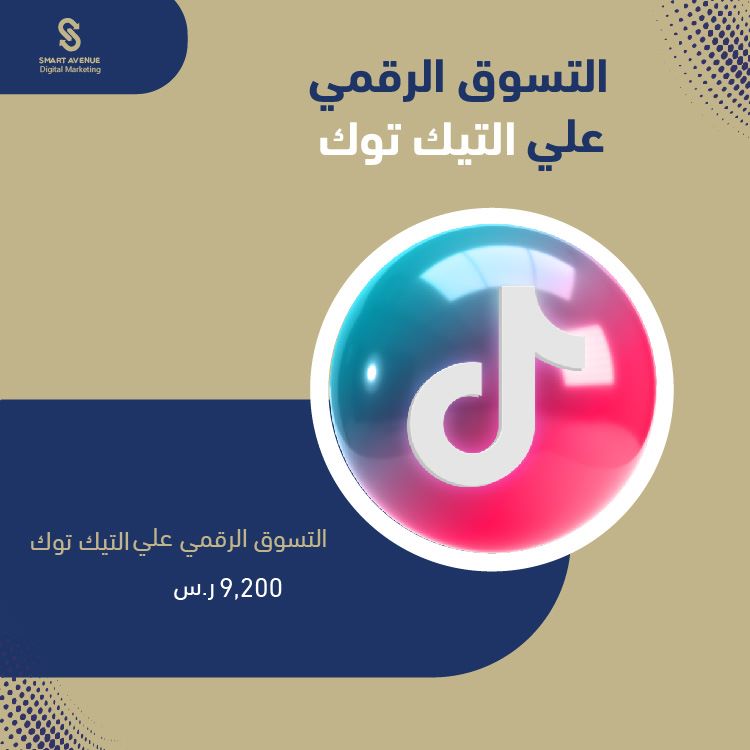 SMART AVENUE
Digital Marketing
التسوق الرقمي
علي التيك توك
التسوق الرقمي علي التيك توك
9,200 ر.س